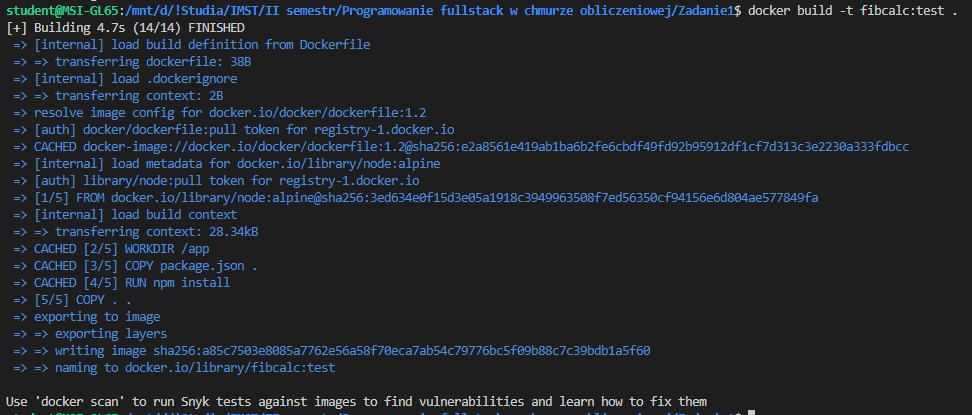 student@MSI-GL65:/mnt/d/!Studia/IMST/II semestr/Programowanie fullstack w chmurze obliczeniowej/Zadanie1$ docker build -t fibcalc:test .
[+] Building 4.7s (14/14) FINISHED
=> [internal] load build definition from Dockerfile
=> => transferring dockerfile: 38B
=> [internal] load .dockerignore
=> => transferring context: 2B
=> resolve image config for docker.io/docker/dockerfile:1.2
=> [auth] docker/dockerfile:pull token for registry-1.docker.io
=> CACHED docker-image://docker.io/docker/dockerfile:1.2@sha256:e2a8561e419ab1ba6b2fe6cbdf49fd92b95912df1cf7d313c3e2230a333fdbcc
=> [internal] load metadata for docker.io/library/node:alpine
=> [auth] library/node:pull token for registry-1.docker.io
=> [1/5] FROM docker.io/library/node:alpine@sha256:3ed634e0f15d3e05a1918c3949963508f7ed56350cf94156e6d804ae577849fa
=> [internal] load build context
=> => transferring context: 28.34kB
=> CACHED [2/5] WORKDIR /app
=> CACHED [3/5] COPY package.json .
=> CACHED [4/5] RUN npm install
=> [5/5] COPY . .
=> exporting to image
=> => exporting layers
=> => writing image sha256:a85c7503e8085a7762e56a58f70eca7ab54c79776bc5f09b88c7c39bdb1a5f60
=> => naming to docker.io/library/fibcalc:test
Use 'docker scan' to run Snyk tests against images to find vulnerabilities and learn how to fix them